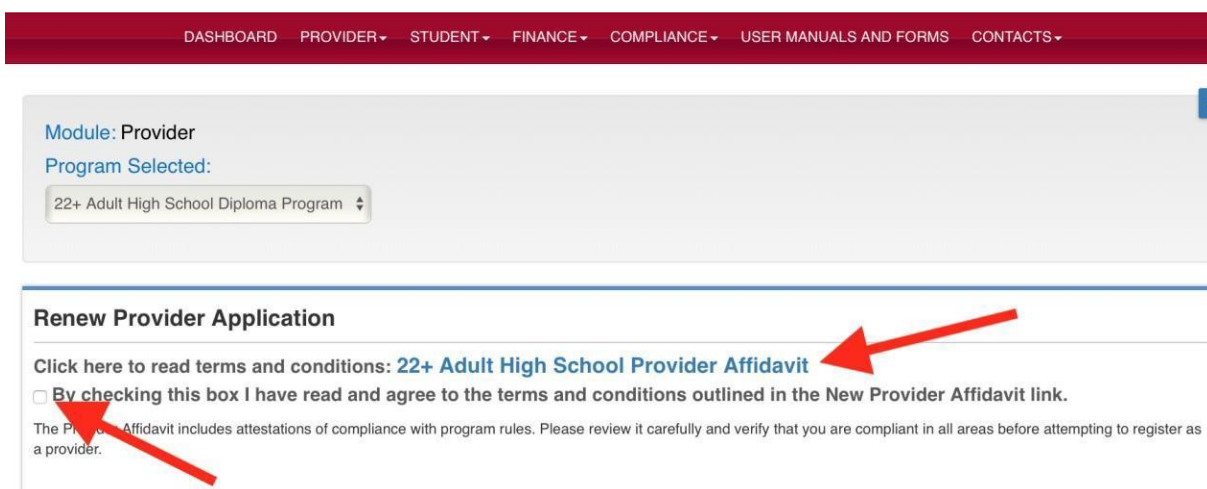 DASHBOARD PROVIDER STUDENT FINANCE COMPLIANCE USER MANUALS AND FORMS CONTACTS
Module: Provider
Program Selected:
22+ Adult High School Diploma Program
Renew Provider Application
Click here to read terms and conditions: 22+ Adult High School Provider Affidavit
By checking this box I have read and agree to the terms and conditions outlined in the New Provider Affidavit link.
The Provider Affidavit includes attestations of compliance with program rules. Please review it carefully and verify that you are compliant in all areas before attempting to register as
a provider.